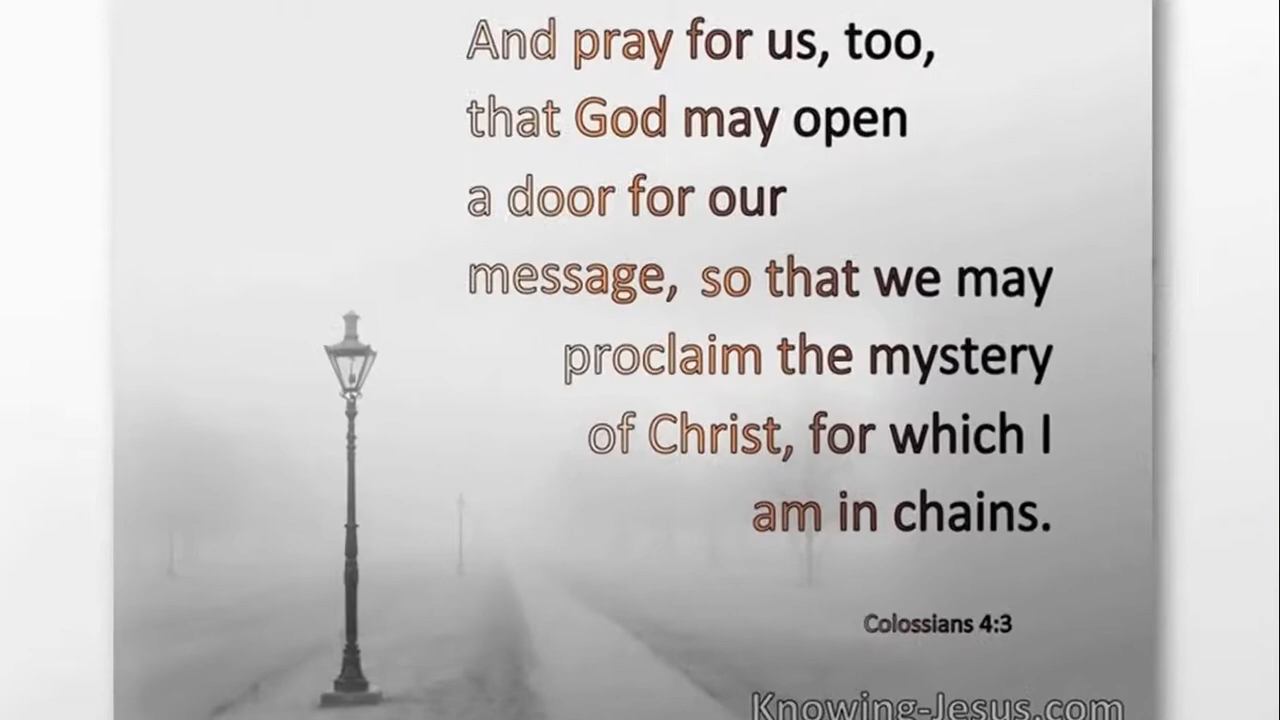 And pray for us, too,
that God may open
a door for our
message, so that we may
proclaim the mystery
of Christ, for which I
am in chains.
Colossians 4:3
Knowing-Jesus.com